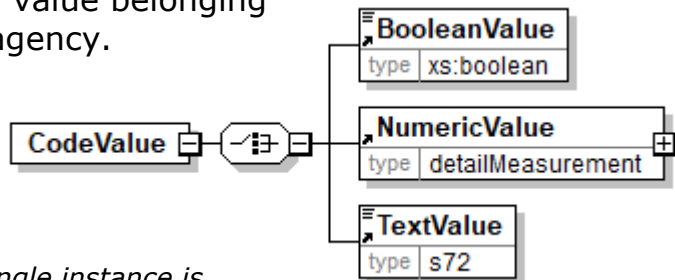 value belonging
gency.
BooleanValue
type xs:boolean
CodeValue
NumericValue
type detailMeasurement
TextValue
type s72
ngle instance is